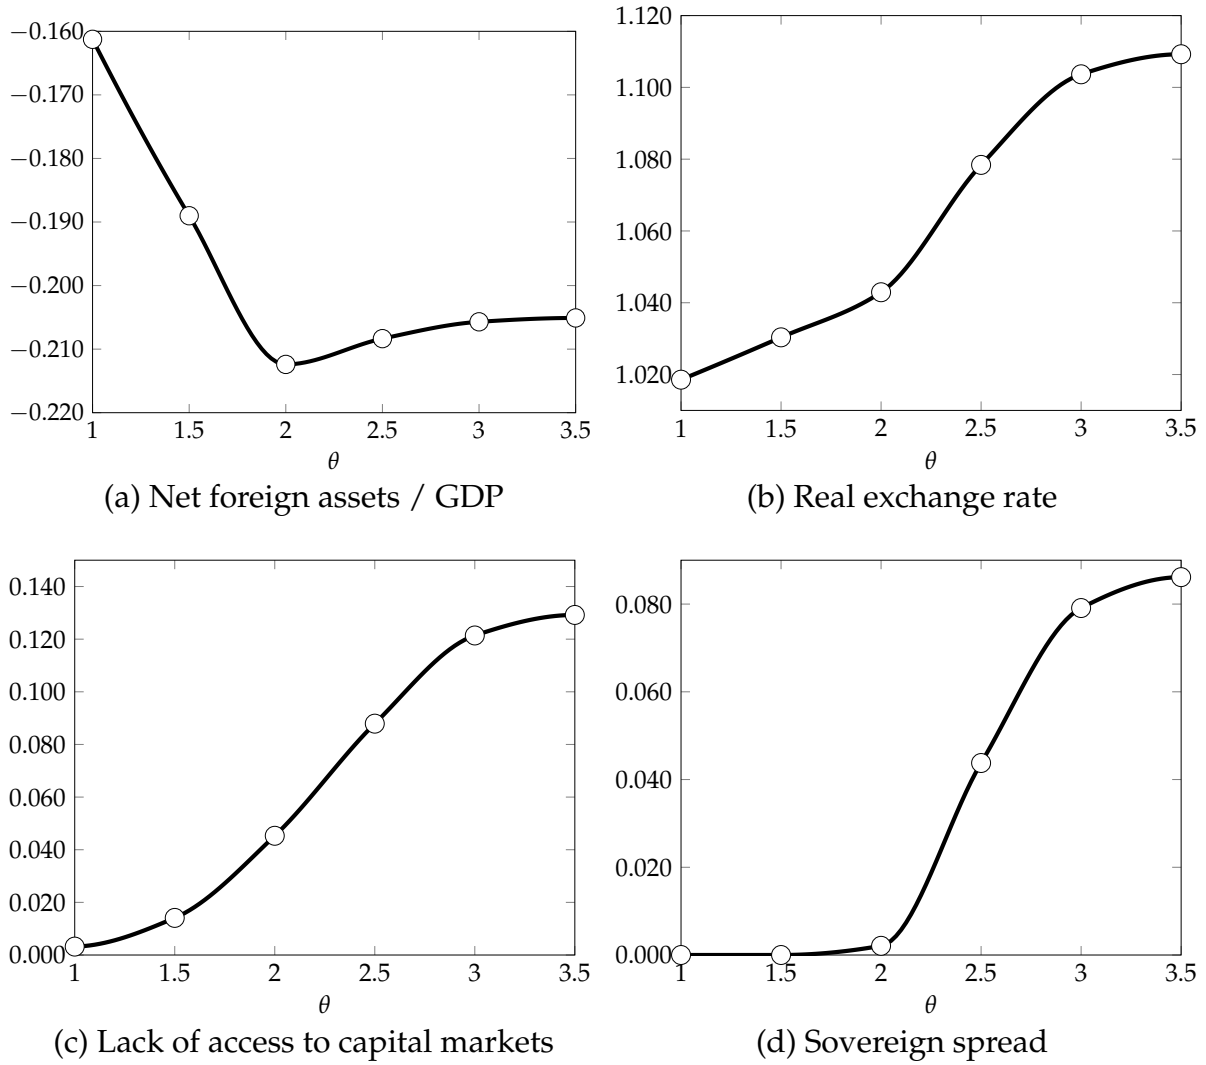 −0.160
−0.170
−0.180
−0.190
−0.200
−0.210
−0.220
1 1.5 2 2.5 3 3.5
θ
(a) Net foreign assets / GDP
1.120
1.100
1.080
1.060
1.040
1.020
1 1.5 2 2.5 3 3.5
θ
(b) Real exchange rate
0.140
0.120
0.100
0.080
0.060
0.040
0.020
0.000
1 1.5 2 2.5 3 3.5
θ
(c) Lack of access to capital markets
0.080
0.060
0.040
0.020
0.000
1 1.5 2 2.5 3 3.5
θ
(d) Sovereign spread